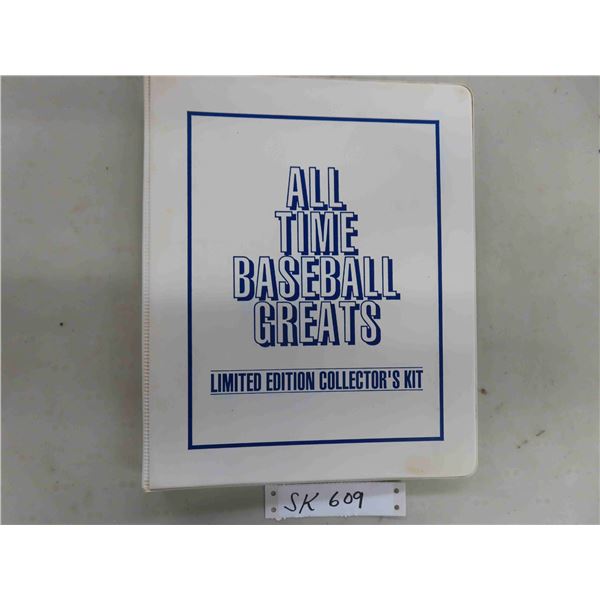 ALL
TIME
BASEBALL
GREATS
LIMITED EDITION COLLECTOR'S KIT
SK 609